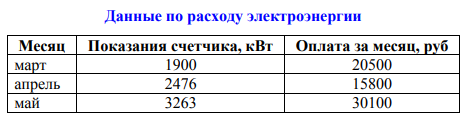 Данные по расходу электроэнергии
Месяц Показания счетчика, кВт Оплата за месяц, руб
март 1900 20500
апрель 2476 15800
май 3263 30100